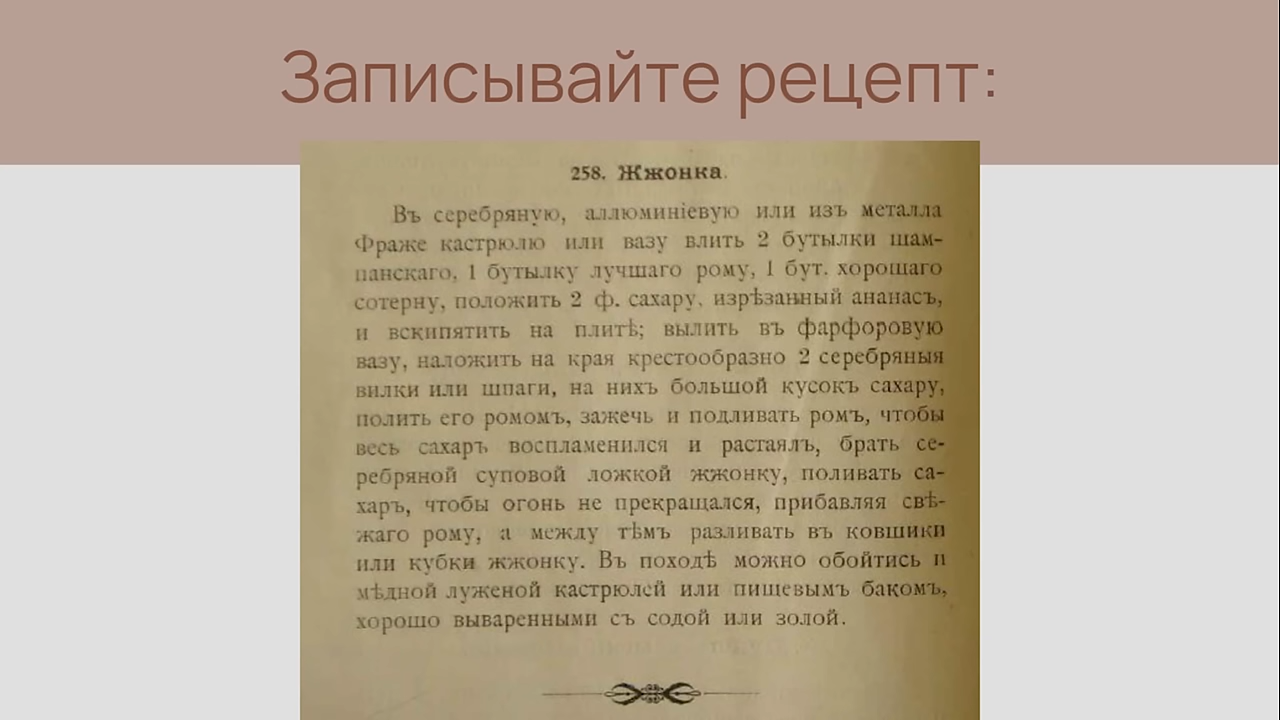 Записывайте рецепт:
258. Жжонка.
Въ серебряную, аллюминіевую или изъ металла
Фраже кастрюлю или вазу влить 2 бутылки шам-
панскаго, 1 бутылку лучшаго рому, 1 бут. хорошаго
сотерну, положить 2 ф. сахару, изрѣзанный ананасъ,
и вскипятить на плитѣ; вылить въ фарфоровую
вазу, наложить на края крестообразно 2 серебряныя
вилки или шпаги, на нихъ большой кусокъ сахару,
полить его ромомъ, зажечь и подливать ромъ, чтобы
весь сахаръ воспламенился и растаялъ, брать се-
ребряной суповой ложкой жжонку, поливать са-
харъ, чтобы огонь не прекращался, прибавляя свѣ-
жаго рому, а между тѣмъ разливать въ ковшики
или кубки жжонку. Въ походѣ можно обойтись и
мѣдной луженой кастрюлей или пищевымъ бакомъ,
хорошо вываренными съ содой или золой.